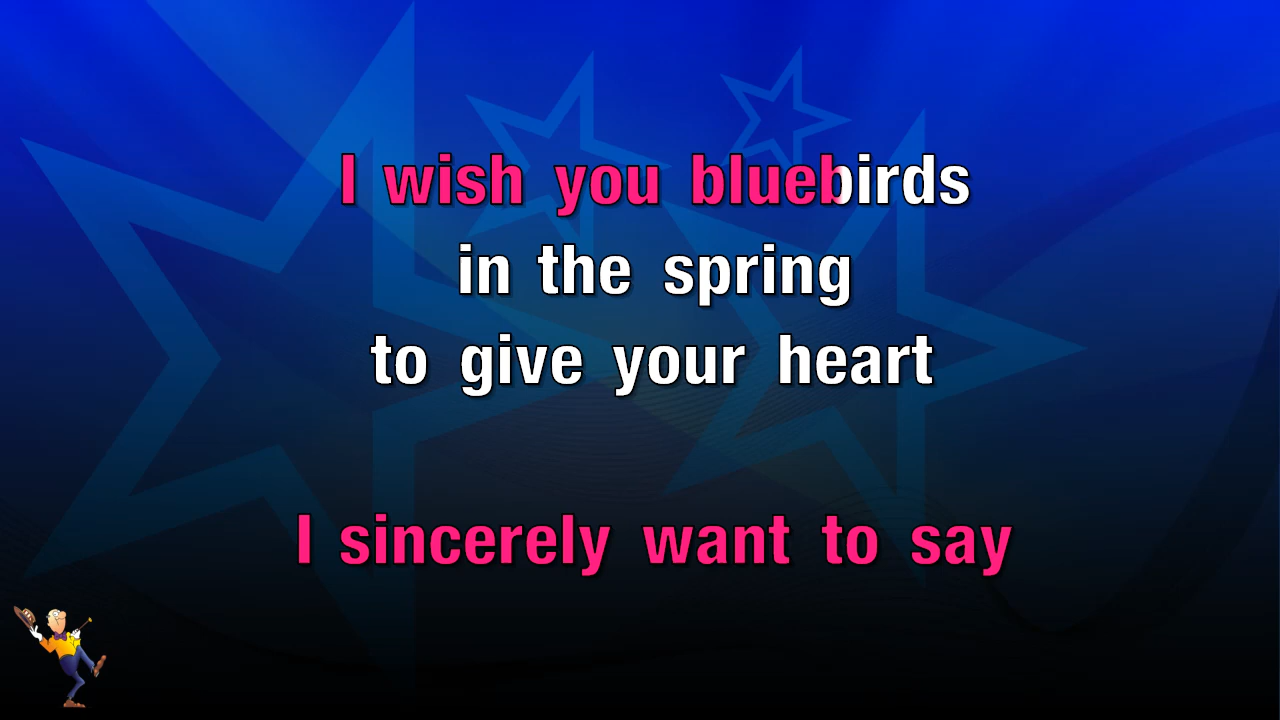 I wish you bluebirds
in the spring
to give your heart
I sincerely want to say